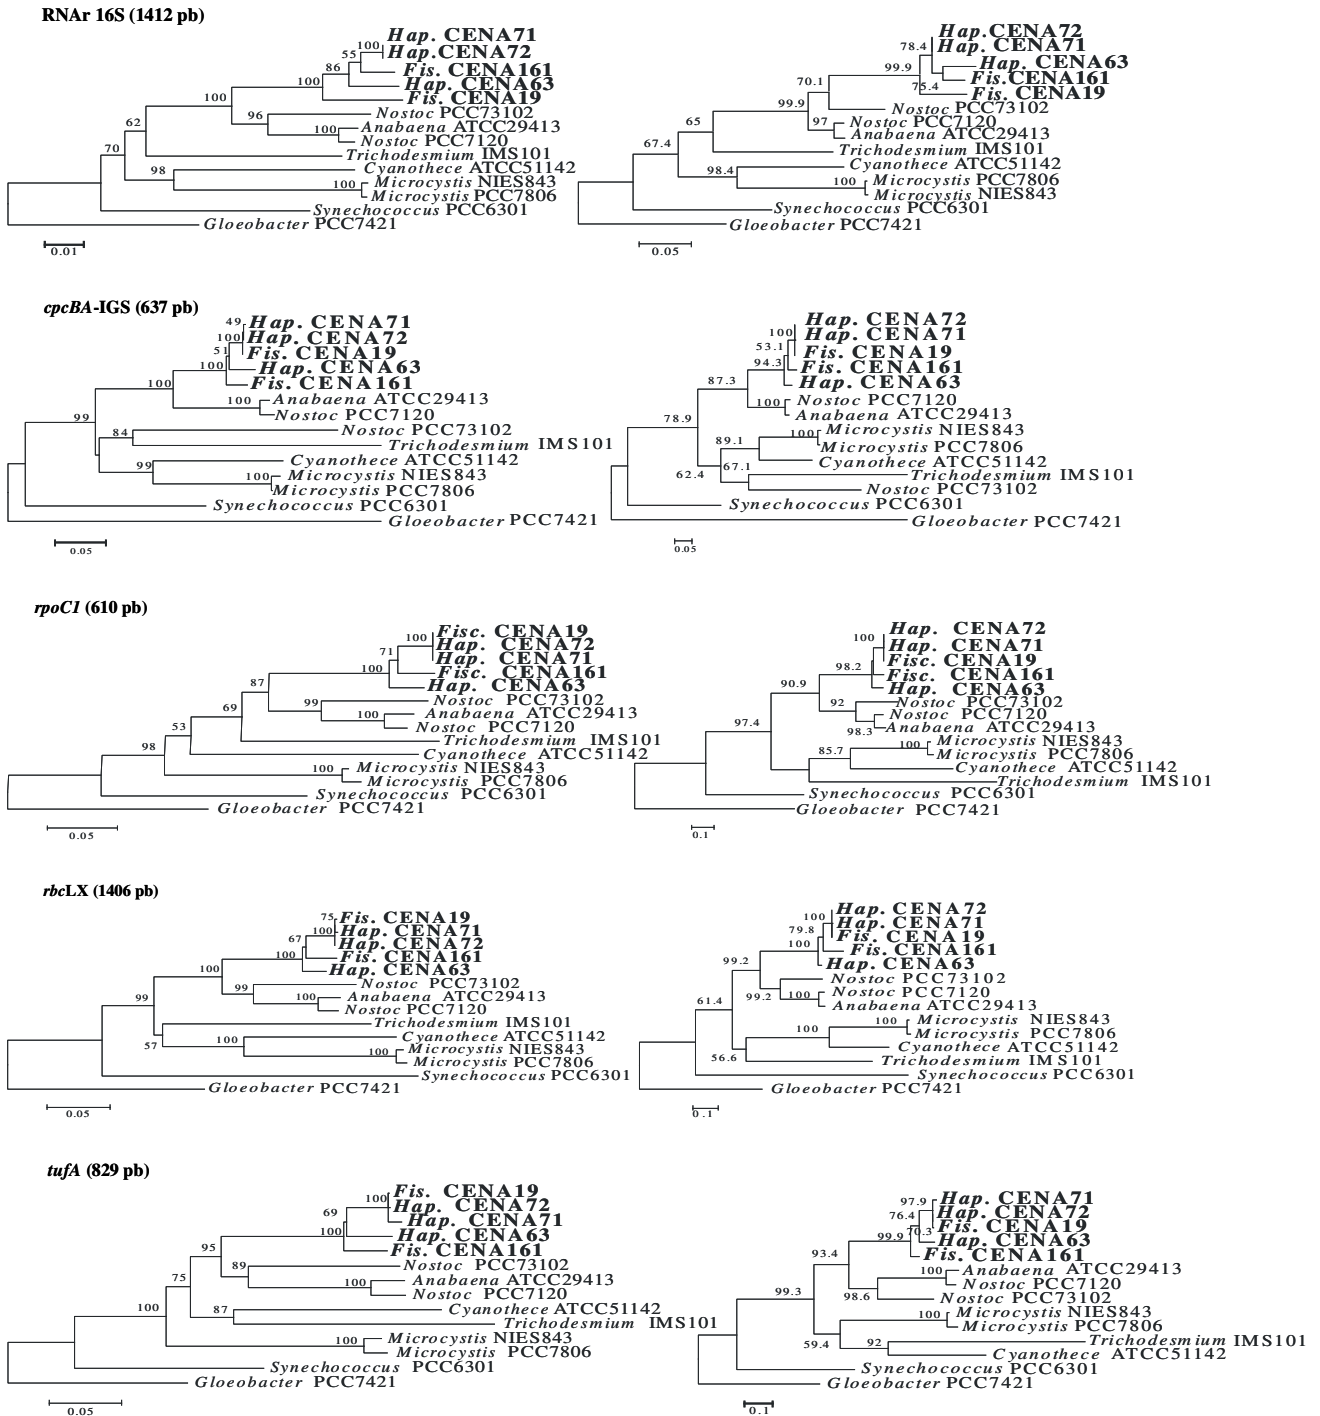 RNAr 16S (1412 pb)
Hap. CENA71
100
Hap. CENA72
55
Fis. CENA161
86
Hap. CENA63
100
Fis. CENA19
100
Nostoc PCC73102
96
Anabaena ATCC29413
100
Nostoc PCC7120
62
Trichodesmium IMS101
70
Cyanothece ATCC51142
98
Microcystis NIES843
100
Microcystis PCC7806
Synechococcus PCC6301
Gloeobacter PCC7421
0.01
Hap.CENA72
78.4
Hap. CENA71
Hap. CENA63
99.9
Fis.CENA161
75.4
Fis. CENA19
70.1
Nostoc PCC73102
99.9
Nostoc PCC7120
97
Anabaena ATCC29413
65
Trichodesmium IMS101
67.4
Cyanothece ATCC51142
98.4
Microcystis PCC7806
100
Microcystis NIES843
Synechococcus PCC6301
Gloeobacter PCC7421
0.05
cpcBA-IGS (637 pb)
49
Hap. CENA71
100
Hap. CENA72
51
Fis. CENA19
100
Hap. CENA63
Fis. CENA161
100
Anabaena ATCC29413
100
Nostoc PCC7120
99
Nostoc PCC73102
84
Trichodesmium IMS101
Cyanothece ATCC51142
99
Microcystis NIES843
100
Microcystis PCC7806
Synechococcus PCC6301
Gloeobacter PCC7421
0.05
Hap. CENA72
100
Hap. CENA71
53.1
Fis. CENA19
94.3
Fis. CENA161
87.3
Hap. CENA63
Nostoc PCC7120
100
Anabaena ATCC29413
78.9
Microcystis NIES843
100
89.1
Microcystis PCC7806
Cyanothece ATCC51142
67.1
62.4
Trichodesmium IMS101
Nostoc PCC73102
Synechococcus PCC6301
Gloeobacter PCC7421
0.05
rpoC1 (610 pb)
Fisc. CENA19
100
Hap. CENA72
71
Hap. CENA71
100
Fisc. CENA161
87
Hap. CENA63
Nostoc PCC73102
99
69
Anabaena ATCC29413
100
Nostoc PCC7120
53
Trichodesmium IMS101
98
Cyanothece ATCC51142
Microcystis NIES843
100
Microcystis PCC7806
Synechococcus PCC6301
Gloeobacter PCC7421
0.05
Hap. CENA72
100
Hap. CENA71
Fisc. CENA19
98.2
Fisc. CENA161
90.9
Hap. CENA63
Nostoc PCC73102
92
Nostoc PCC7120
98.3
Anabaena ATCC29413
97.4
Microcystis NIES843
100
85.7
Microcystis PCC7806
Cyanothece ATCC51142
Trichodesmium IMS101
Synechococcus PCC6301
Gloeobacter PCC7421
0.1
rbcLX (1406 pb)
75
Fis. CENA19
100
Hap. CENA71
67
Hap. CENA72
100
Fis. CENA161
Hap. CENA63
100
Nostoc PCC73102
99
Anabaena ATCC29413
100
Nostoc PCC7120
99
Trichodesmium IMS101
57
Cyanothece ATCC51142
100
Microcystis NIES843
100
Microcystis PCC7806
Synechococcus PCC6301
Gloeobacter PCC7421
0.05
Hap. CENA72
100
Hap. CENA71
79.8
Fis. CENA19
100
Fis. CENA161
99.2
Hap. CENA63
Nostoc PCC73102
99.2
Nostoc PCC7120
100
Anabaena ATCC29413
61.4
Microcystis NIES843
100
100
Microcystis PCC7806
Cyanothece ATCC51142
56.6
Trichodesmium IMS101
Synechococcus PCC6301
Gloeobacter PCC7421
0.1
tufA (829 pb)
Fis. CENA19
100
Hap. CENA72
69
Hap. CENA71
100
Hap. CENA63
Fis. CENA161
95
Nostoc PCC73102
89
Anabaena ATCC29413
100
Nostoc PCC7120
75
Cyanothece ATCC51142
87
Trichodesmium IMS101
100
Microcystis NIES843
100
Microcystis PCC7806
Synechococcus PCC6301
Gloeobacter PCC7421
0.05
97.9
Hap. CENA71
76.4
Hap. CENA72
70.3
Fis. CENA19
99.9
Hap. CENA63
Fis. CENA161
93.4
Anabaena ATCC29413
100
Nostoc PCC7120
98.6
Nostoc PCC73102
99.3
Microcystis NIES843
100
Microcystis PCC7806
59.4
Trichodesmium IMS101
92
Cyanothece ATCC51142
Synechococcus PCC6301
Gloeobacter PCC7421
0.1